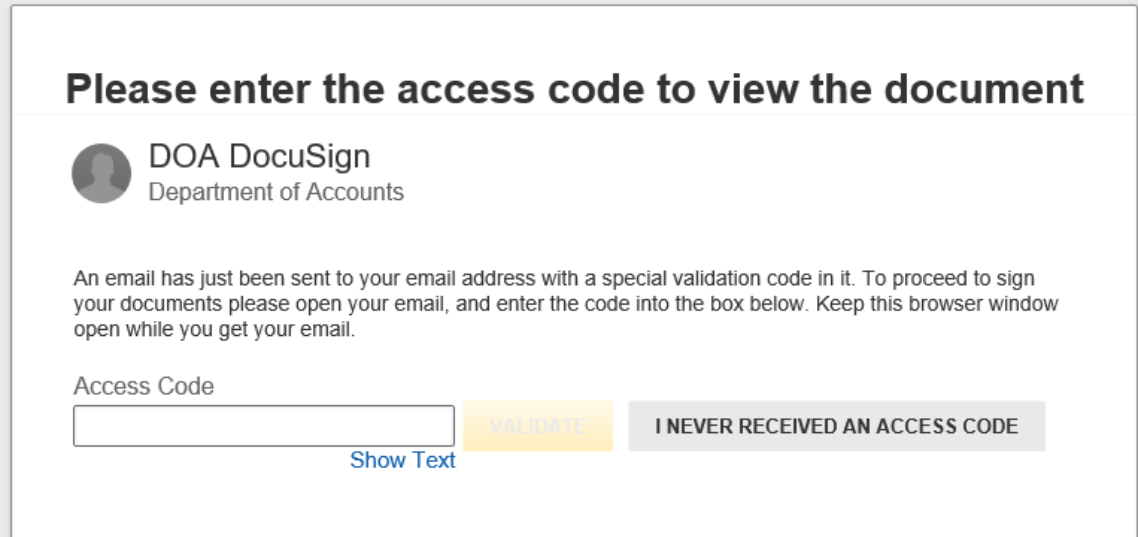 Please enter the access code to view the document
DOA DocuSign
Department of Accounts
An email has just been sent to your email address with a special validation code in it. To proceed to sign
your documents please open your email, and enter the code into the box below. Keep this browser window
open while you get your email.
Access Code
VALIDATE
I NEVER RECEIVED AN ACCESS CODE
Show Text